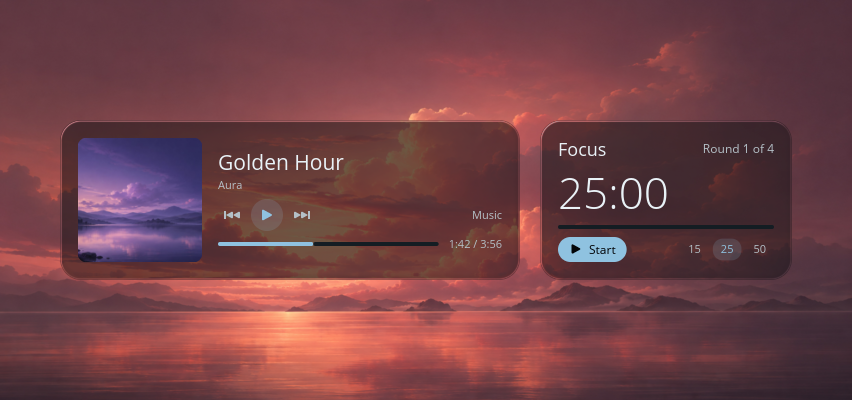 Golden Hour
Aura
Music
1:42 / 3:56
Focus
Round 1 of 4
25:00
Start
15
25
50